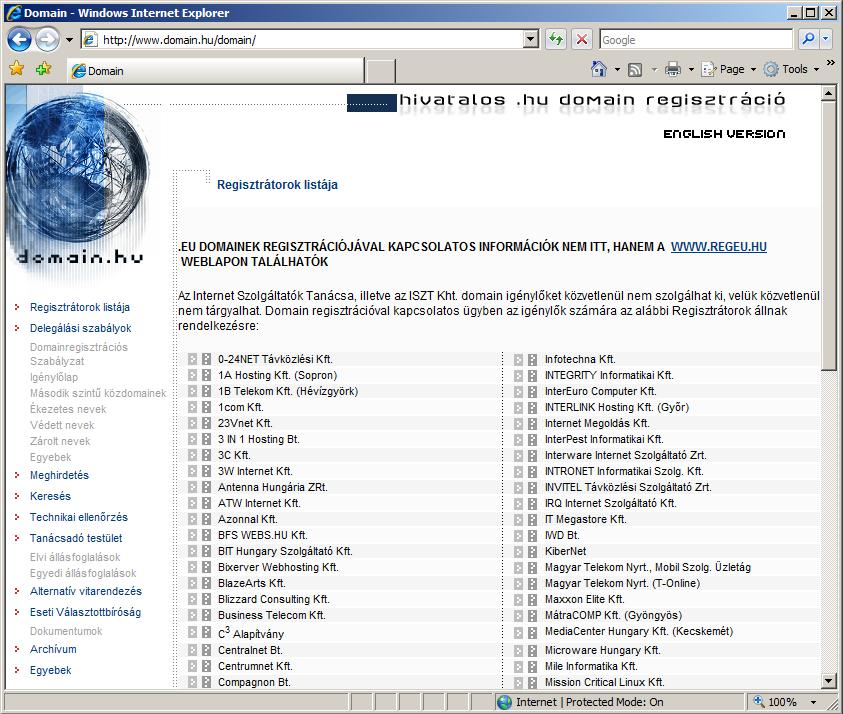 Domain - Windows Internet Explorer
http://www.domain.hu/domain/
Google
Domain
Page
Tools
hivatalos .hu domain regisztráció
ENGLISH VERSION
domain.hu
Regisztrátorok listája
Delegálási szabályok
Domainregisztrációs
Szabályzat
Igénylőlap
Második szintű közdomainek
Ékezetes nevek
Védett nevek
Zárolt nevek
Egyebek
Meghirdetés
Keresés
Technikai ellenőrzés
Tanácsadó testület
Elvi állásfoglalások
Egyedi állásfoglalások
Alternatív vitarendezés
Eseti Választottbíróság
Dokumentumok
Archívum
Egyebek
Regisztrátorok listája
.EU DOMAINEK REGISZTRÁCIÓJÁVAL KAPCSOLATOS INFORMÁCIÓK NEM ITT, HANEM A WWW.REGEU.HU
WEBLAPON TALÁLHATÓK
Az Internet Szolgáltatók Tanácsa, illetve az ISZT Kht. domain igénylőket közvetlenül nem szolgálhat ki, velük közvetlenül
nem tárgyalhat. Domain regisztrációval kapcsolatos ügyben az igénylők számára az alábbi Regisztrátorok állnak
rendelkezésre:
0-24NET Távközlési Kft.
1A Hosting Kft. (Sopron)
1B Telekom Kft. (Hévízgyörk)
1com Kft.
23Vnet Kft.
3 IN 1 Hosting Bt.
3C Kft.
3W Internet Kft.
Antenna Hungária ZRt.
ATW Internet Kft.
Azonnal Kft.
BFS WEBS.HU Kft.
BIT Hungary Szolgáltató Kft.
Bixerver Webhosting Kft.
BlazeArts Kft.
Blizzard Consulting Kft.
Business Telecom Kft.
C3 Alapítvány
Centralnet Bt.
Centrumnet Kft.
Compagnon Bt.
Infotechna Kft.
INTEGRITY Informatikai Kft.
InterEuro Computer Kft.
INTERLINK Hosting Kft. (Győr)
Internet Megoldás Kft.
InterPest Informatikai Kft.
Interware Internet Szolgáltató Zrt.
INTRONET Informatikai Szolg. Kft.
INVITEL Távközlési Szolgáltató Zrt.
IRQ Internet Szolgáltató Kft.
IT Megastore Kft.
IWD Bt.
KiberNet
Magyar Telekom Nyrt., Mobil Szolg. Üzletág
Magyar Telekom Nyrt. (T-Online)
Maxxon Elite Kft.
MátraCOMP Kft. (Gyöngyös)
MediaCenter Hungary Kft. (Kecskemét)
Microware Hungary Kft.
Mile Informatika Kft.
Mission Critical Linux Kft.
Internet | Protected Mode: On
100%